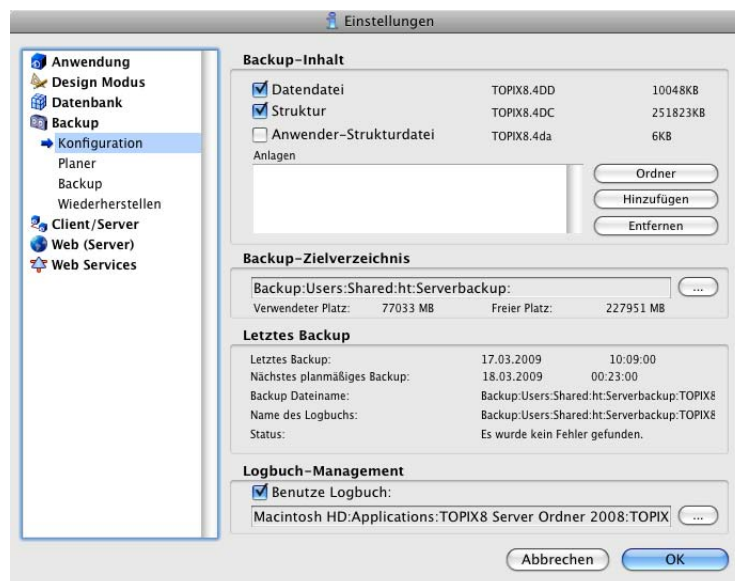 Einstellungen
Anwendung
Design Modus
Datenbank
Backup
Konfiguration
Planer
Backup
Wiederherstellen
Client/Server
Web (Server)
Web Services
Backup-Inhalt
Datendatei TOPIX8.4DD 10048KB
Struktur TOPIX8.4DC 251823KB
Anwender-Strukturdatei TOPIX8.4da 6KB
Anlagen
Ordner
Hinzufügen
Entfernen
Backup-Zielverzeichnis
Backup:Users:Shared:ht:Serverbackup: ...
Verwendeter Platz: 77033 MB Freier Platz: 227951 MB
Letztes Backup
Letztes Backup: 17.03.2009 10:09:00
Nächstes planmäßiges Backup: 18.03.2009 00:23:00
Backup Dateiname: Backup:Users:Shared:ht:Serverbackup:TOPIX8
Name des Logbuchs: Backup:Users:Shared:ht:Serverbackup:TOPIX8
Status: Es wurde kein Fehler gefunden.
Logbuch-Management
Benutze Logbuch:
Macintosh HD:Applications:TOPIX8 Server Ordner 2008:TOPIX ...
Abbrechen OK